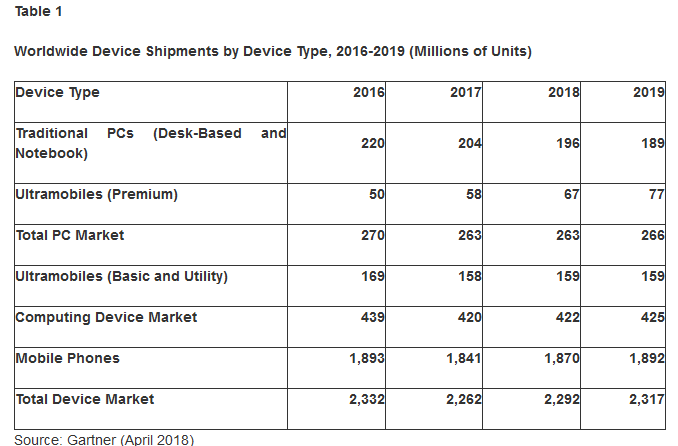 Table 1
Worldwide Device Shipments by Device Type, 2016-2019 (Millions of Units)
Device Type 2016 2017 2018 2019
Traditional PCs (Desk-Based and
Notebook) 220 204 196 189
Ultramobiles (Premium) 50 58 67 77
Total PC Market 270 263 263 266
Ultramobiles (Basic and Utility) 169 158 159 159
Computing Device Market 439 420 422 425
Mobile Phones 1,893 1,841 1,870 1,892
Total Device Market 2,332 2,262 2,292 2,317
Source: Gartner (April 2018)